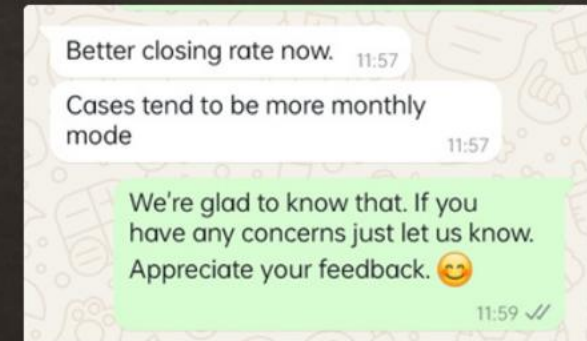 Better closing rate now. 11:57
Cases tend to be more monthly
mode 11:57
We're glad to know that. If you
have any concerns just let us know.
Appreciate your feedback. 😊
11:59